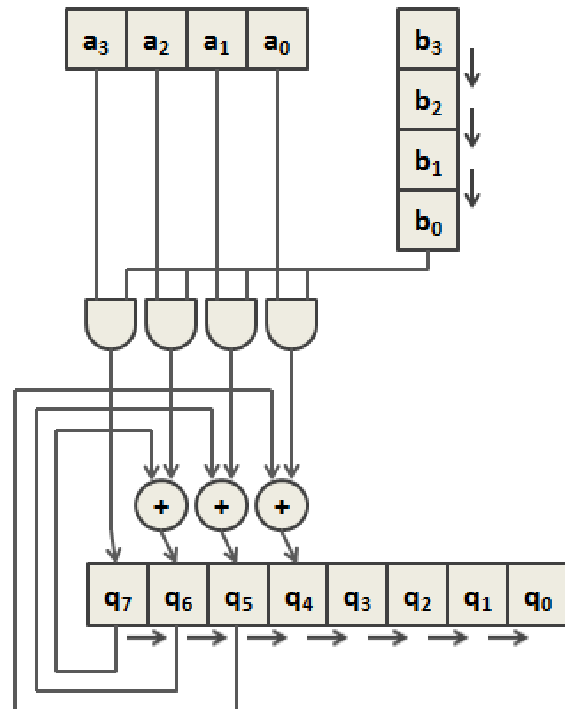 a₃ a₂ a₁ a₀
b₃
b₂
b₁
b₀
+ + +
q₇ q₆ q₅ q₄ q₃ q₂ q₁ q₀